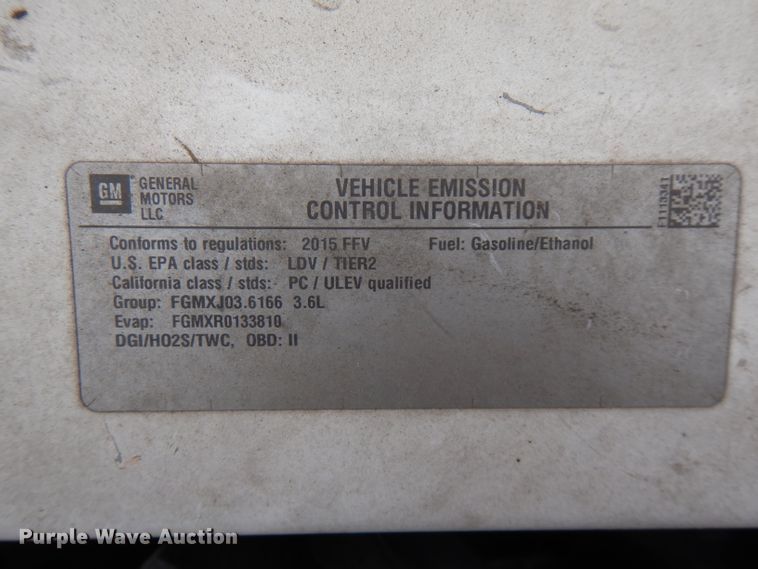 GM
GENERAL
MOTORS
LLC
VEHICLE EMISSION
CONTROL INFORMATION
F1113341
Conforms to regulations: 2015 FFV Fuel: Gasoline/Ethanol
U.S. EPA class / stds: LDV / TIER2
California class / stds: PC / ULEV qualified
Group: FGMXJ03.6166 3.6L
Evap: FGMXR0133810
DGI/HO2S/TWC, OBD: II
Purple Wave Auction